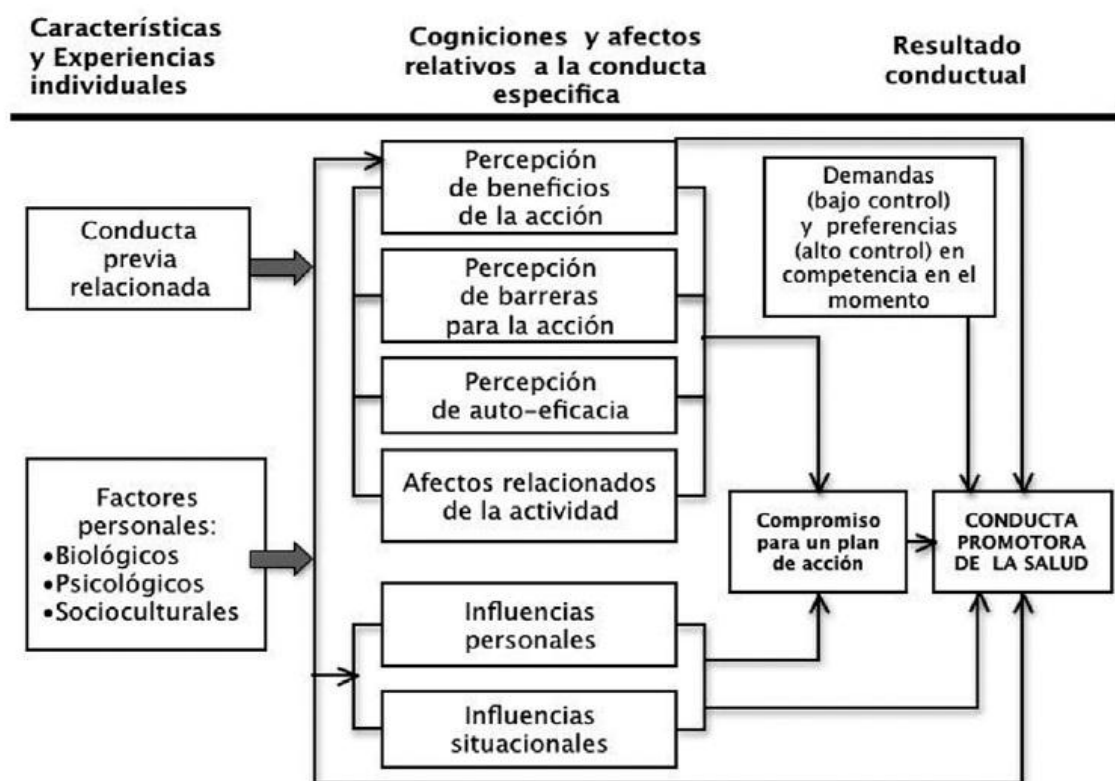 Características
y Experiencias
individuales
Cogniciones y afectos
relativos a la conducta
especifica
Resultado
conductual
Conducta
previa
relacionada
Factores
personales:
•Biológicos
•Psicológicos
•Socioculturales
Percepción
de beneficios
de la acción
Percepción
de barreras
para la acción
Percepción
de auto-eficacia
Afectos relacionados
de la actividad
Influencias
personales
Influencias
situacionales
Demandas
(bajo control)
y preferencias
(alto control) en
competencia en el
momento
Compromiso
para un plan
de acción
CONDUCTA
PROMOTORA
DE LA SALUD